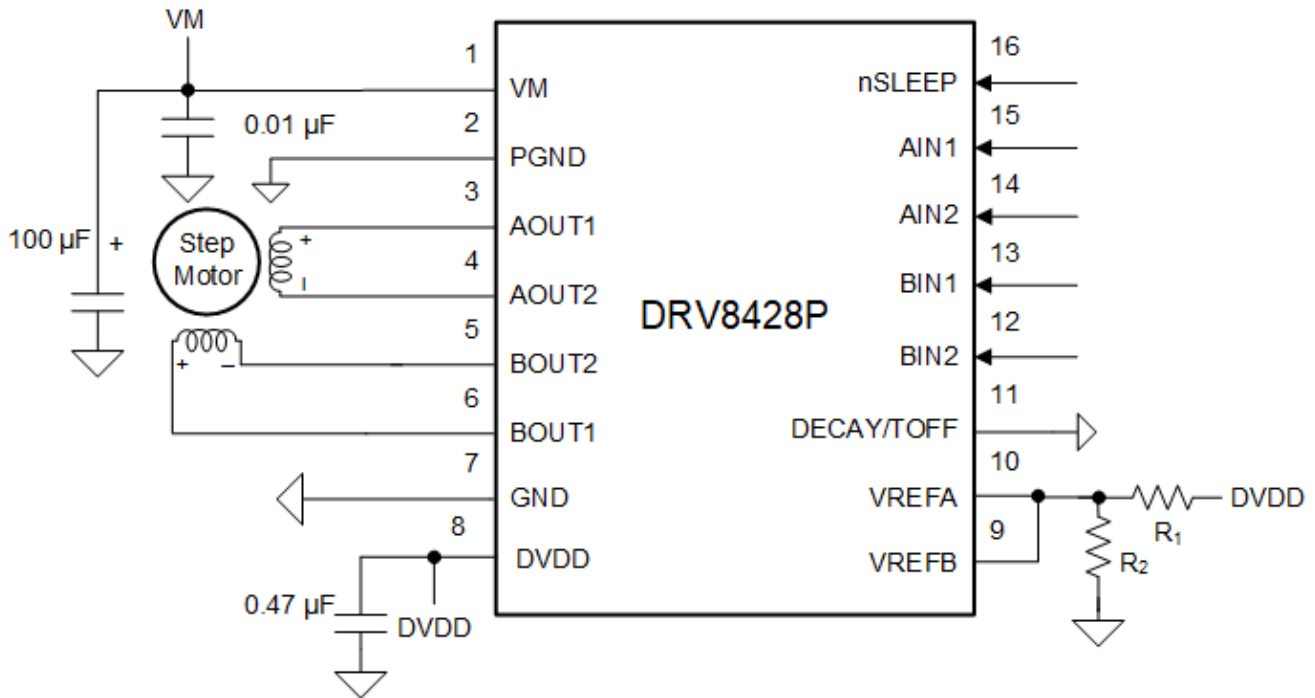 VM
1
VM
0.01 µF
2
PGND
3
AOUT1
100 µF +
Step
Motor
+
−
4
AOUT2
5
BOUT2
+ −
6
BOUT1
7
GND
8
DVDD
0.47 µF
DVDD
DRV8428P
16
nSLEEP
15
AIN1
14
AIN2
13
BIN1
12
BIN2
11
DECAY/TOFF
10
VREFA
9
VREFB
R1
DVDD
R2